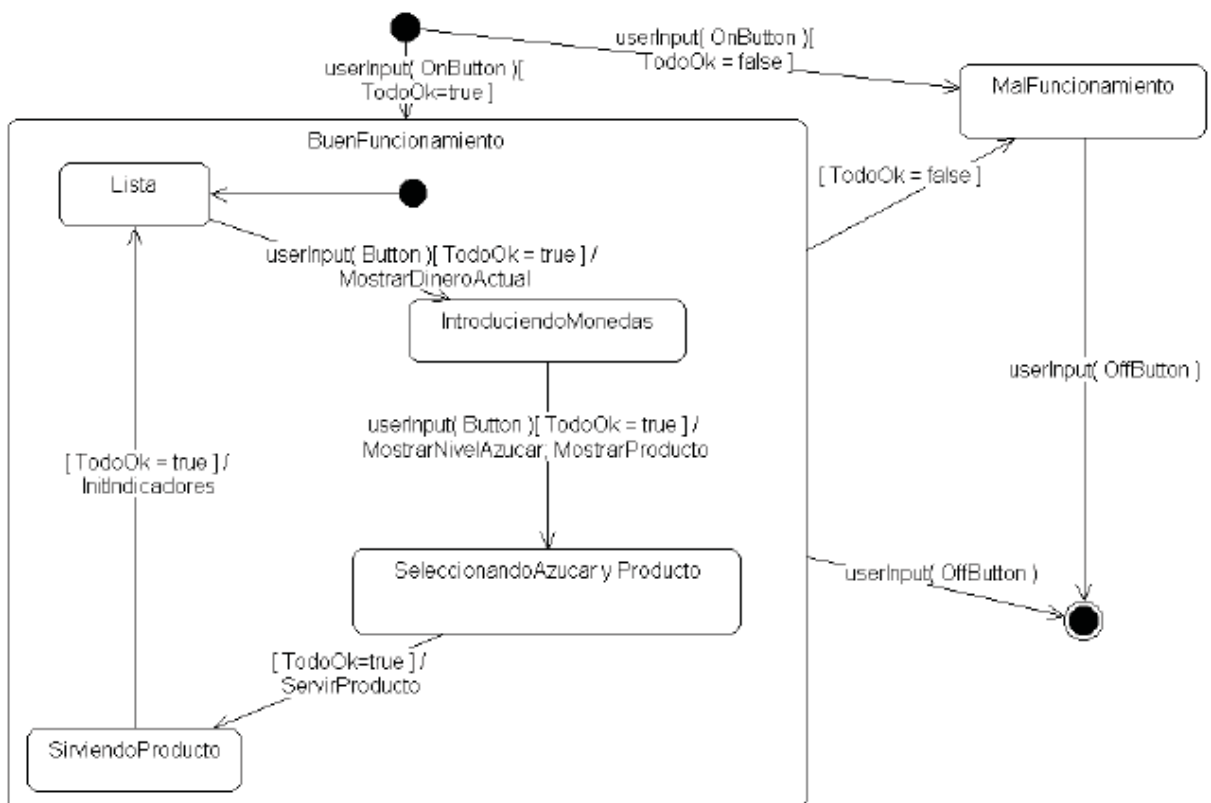 userInput( OnButton )[
TodoOk = false ]
userInput( OnButton )[
TodoOk=true ]
MalFuncionamiento
BuenFuncionamiento
Lista
[ TodoOk = false ]
userInput( Button )[ TodoOk = true ] /
MostrarDineroActual
IntroduciendoMonedas
userInput( OffButton )
userInput( Button )[ TodoOk = true ] /
MostrarNivelAzucar; MostrarProducto
[ TodoOk = true ] /
InitIndicadores
SeleccionandoAzucar y Producto
userInput( OffButton )
[ TodoOk=true ] /
ServirProducto
SirviendoProducto